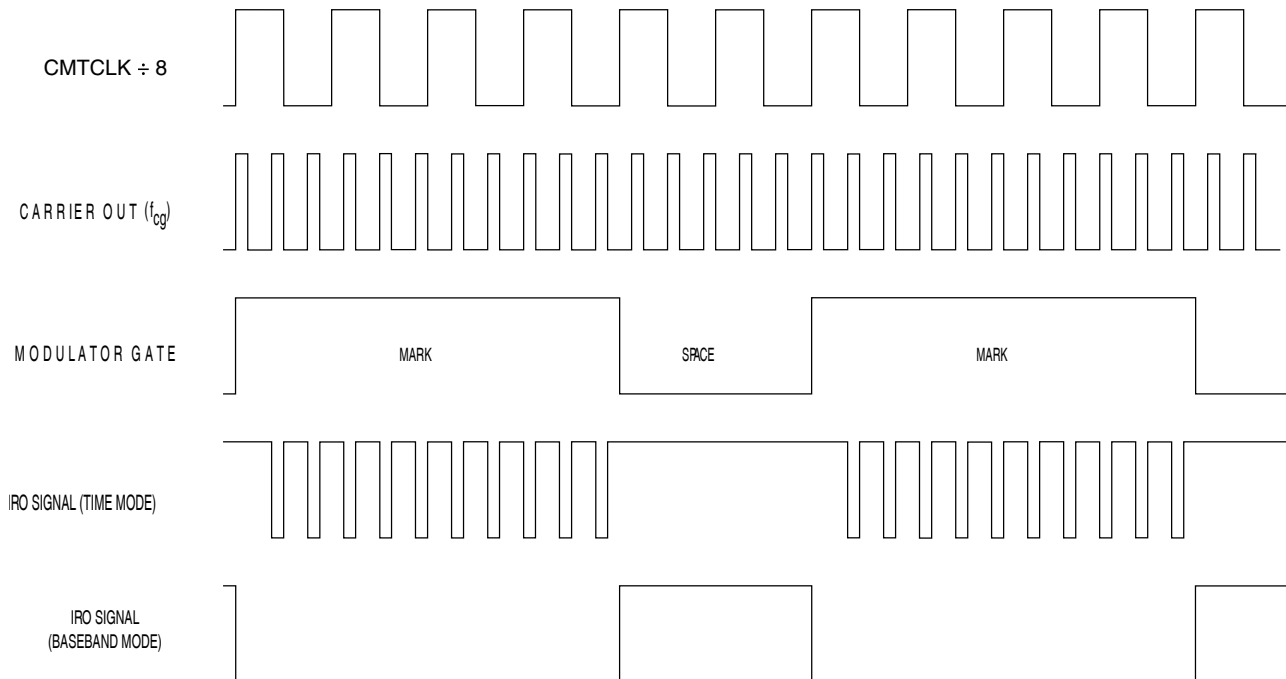 CMTCLK ÷ 8
CARRIER OUT (fcg)
MODULATOR GATE
MARK
SPACE
MARK
IRO SIGNAL (TIME MODE)
IRO SIGNAL
(BASEBAND MODE)